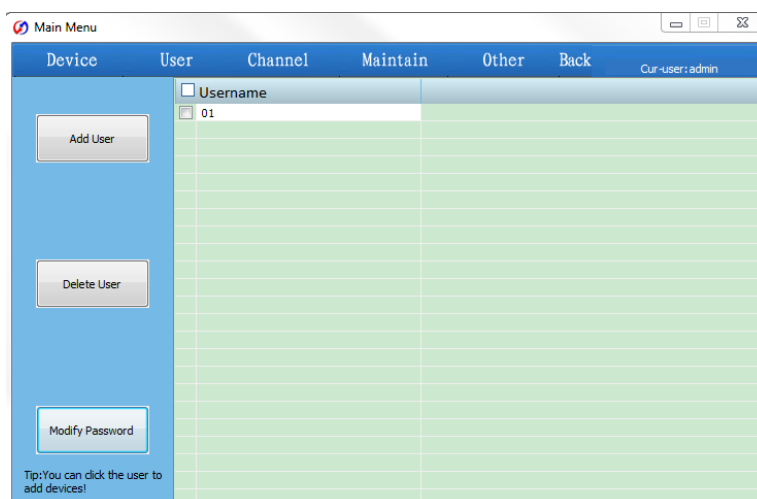 Main Menu
Device User Channel Maintain Other Back Cur-user:admin
Username
01
Add User
Delete User
Modify Password
Tip:You can click the user to
add devices!